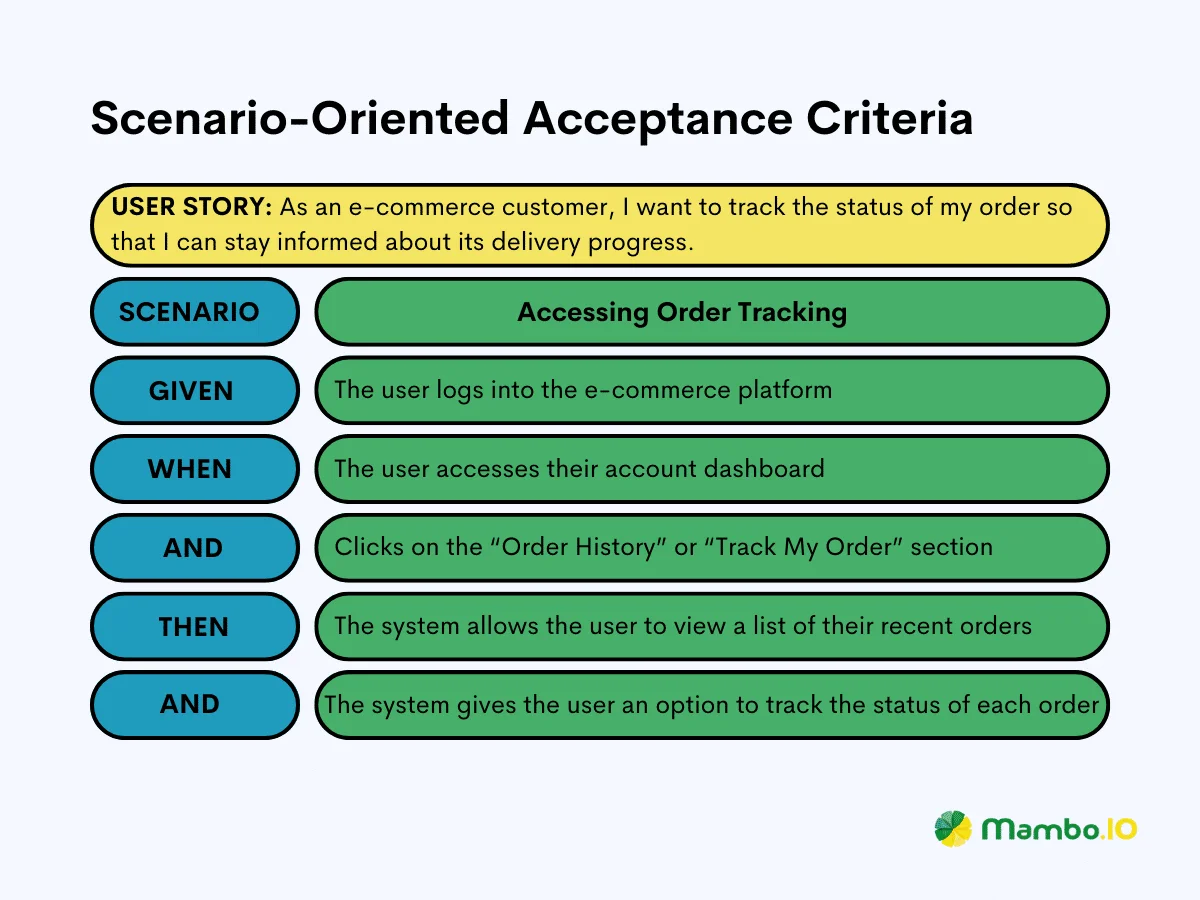 Scenario-Oriented Acceptance Criteria
USER STORY: As an e-commerce customer, I want to track the status of my order so
that I can stay informed about its delivery progress.
SCENARIO
Accessing Order Tracking
GIVEN
The user logs into the e-commerce platform
WHEN
The user accesses their account dashboard
AND
Clicks on the “Order History” or “Track My Order” section
THEN
The system allows the user to view a list of their recent orders
AND
The system gives the user an option to track the status of each order
Mambo.IO